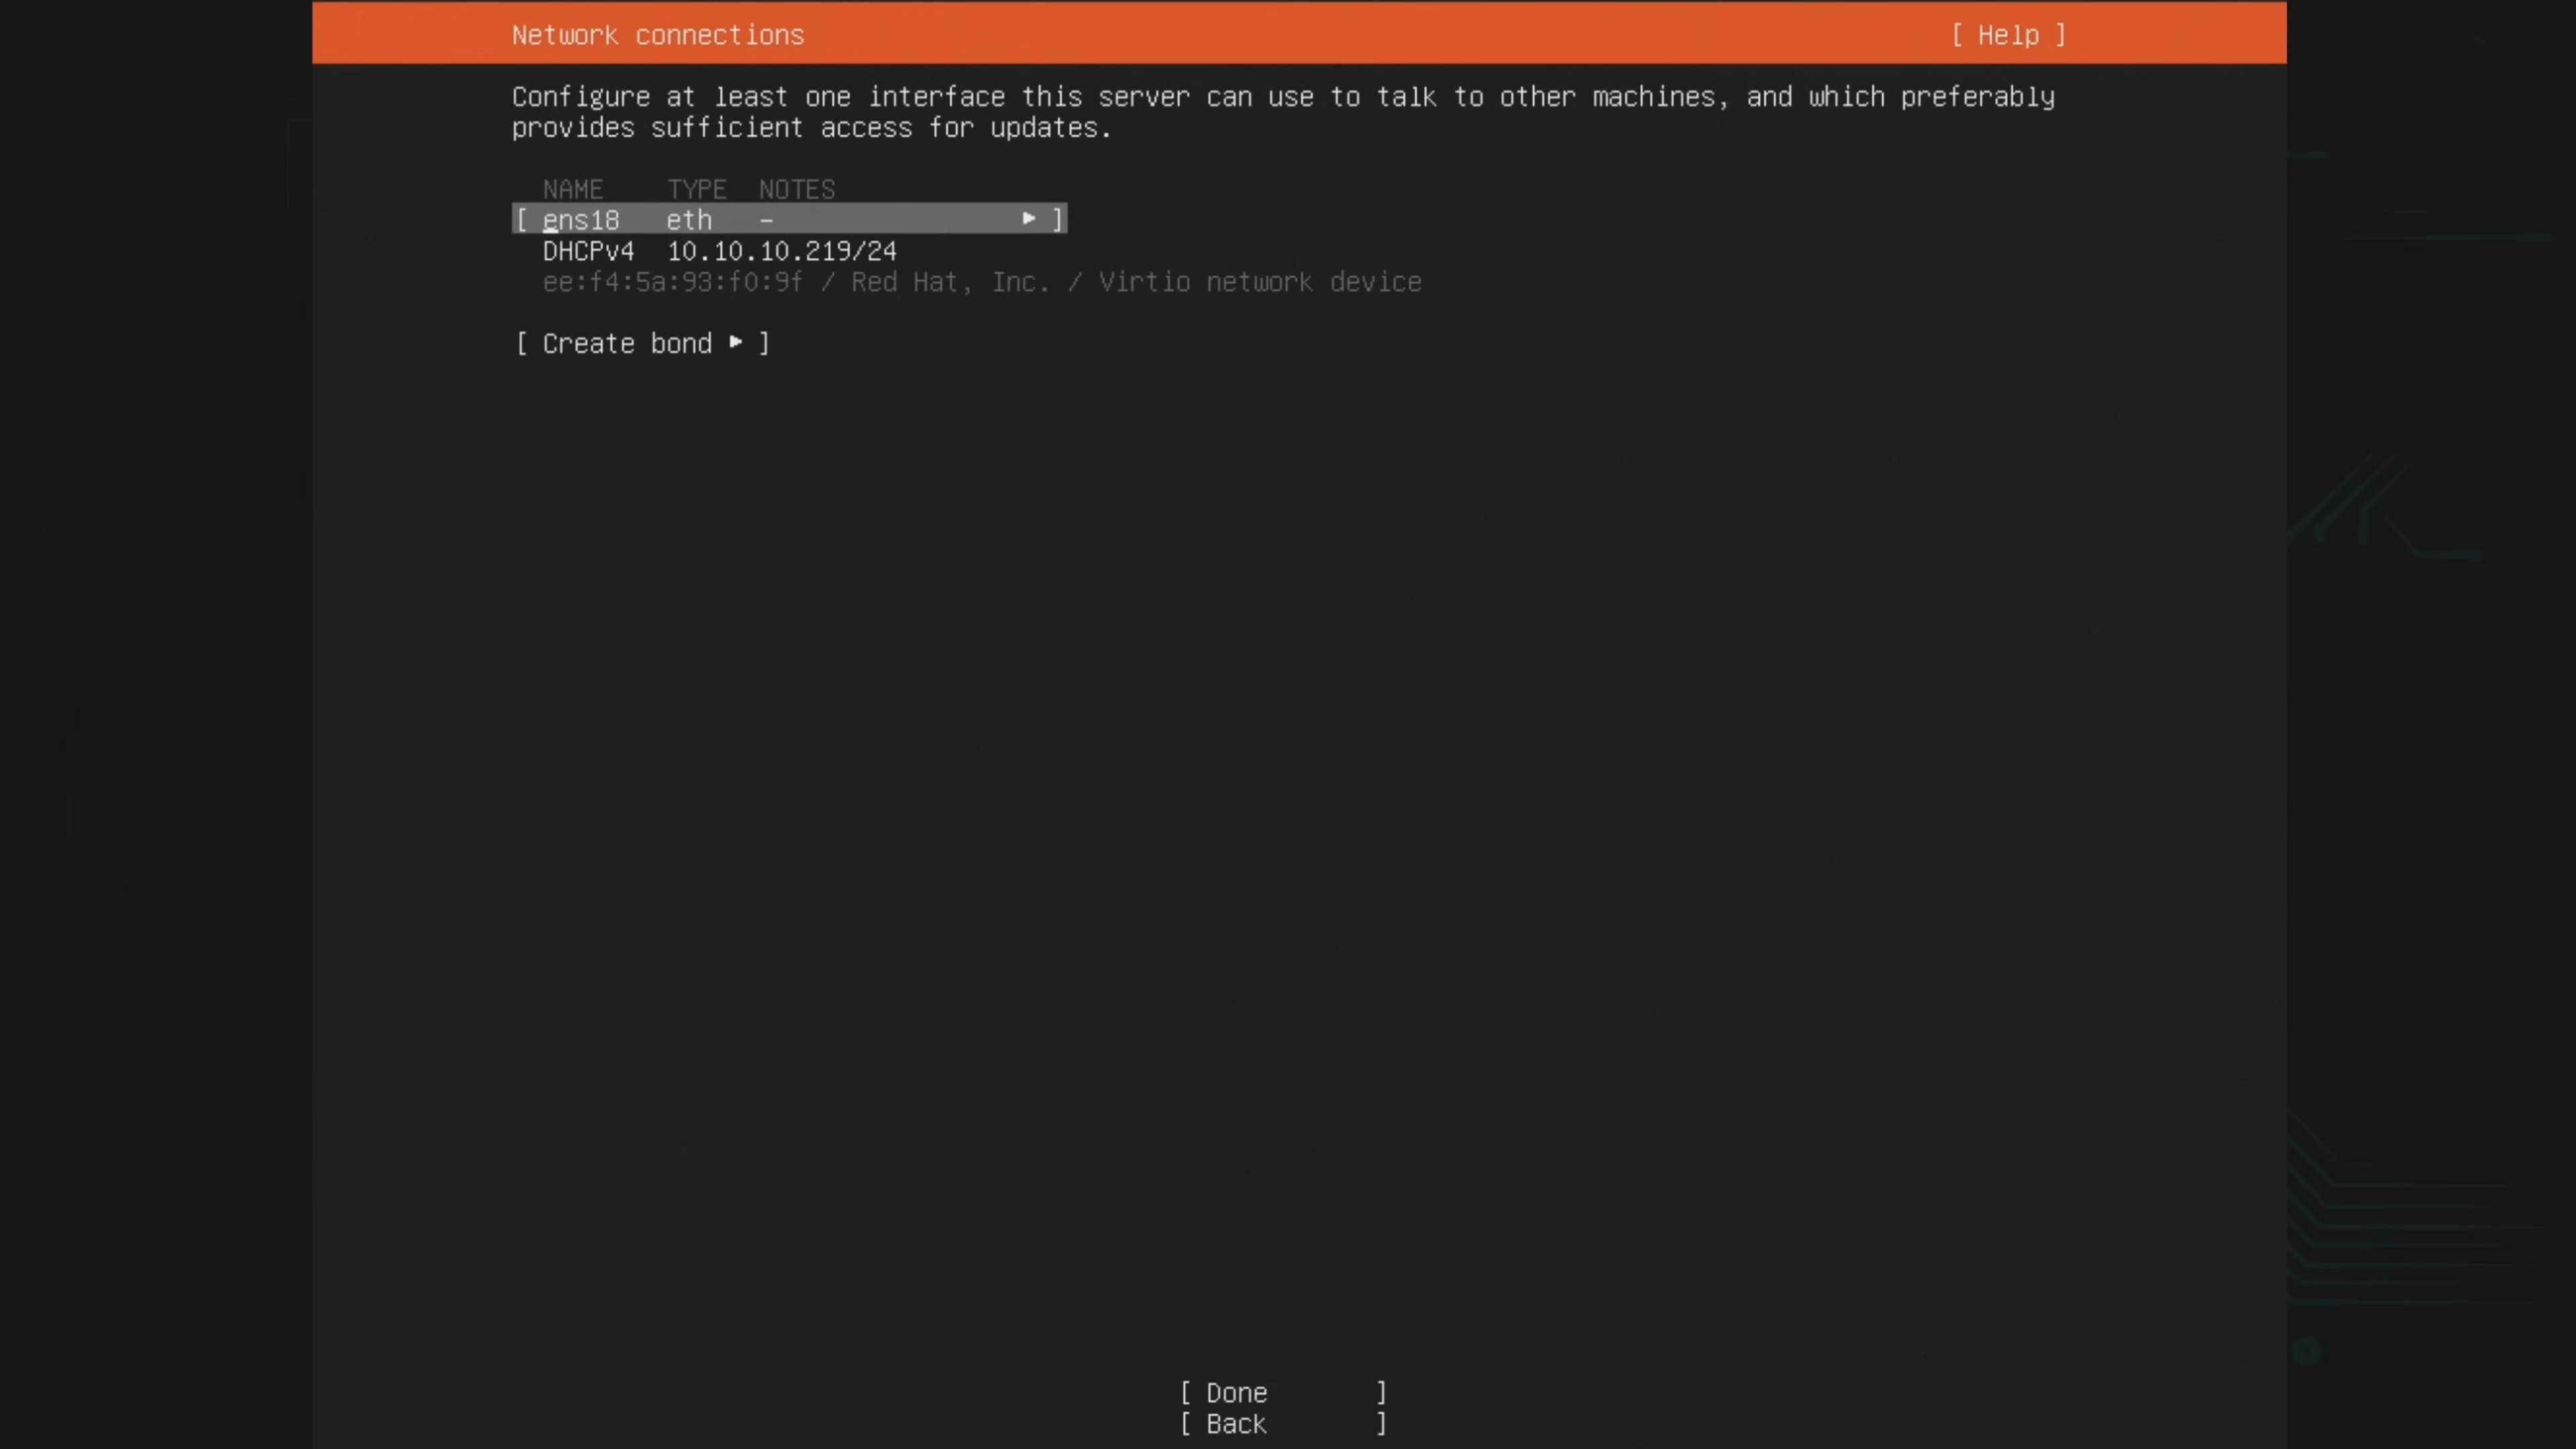 Network connections [ Help ]
Configure at least one interface this server can use to talk to other machines, and which preferably
provides sufficient access for updates.
NAME TYPE NOTES
[ ens18 eth – ▸ ]
DHCPv4 10.10.10.219/24
ee:f4:5a:93:f0:9f / Red Hat, Inc. / Virtio network device
[ Create bond ▸ ]
[ Done ]
[ Back ]